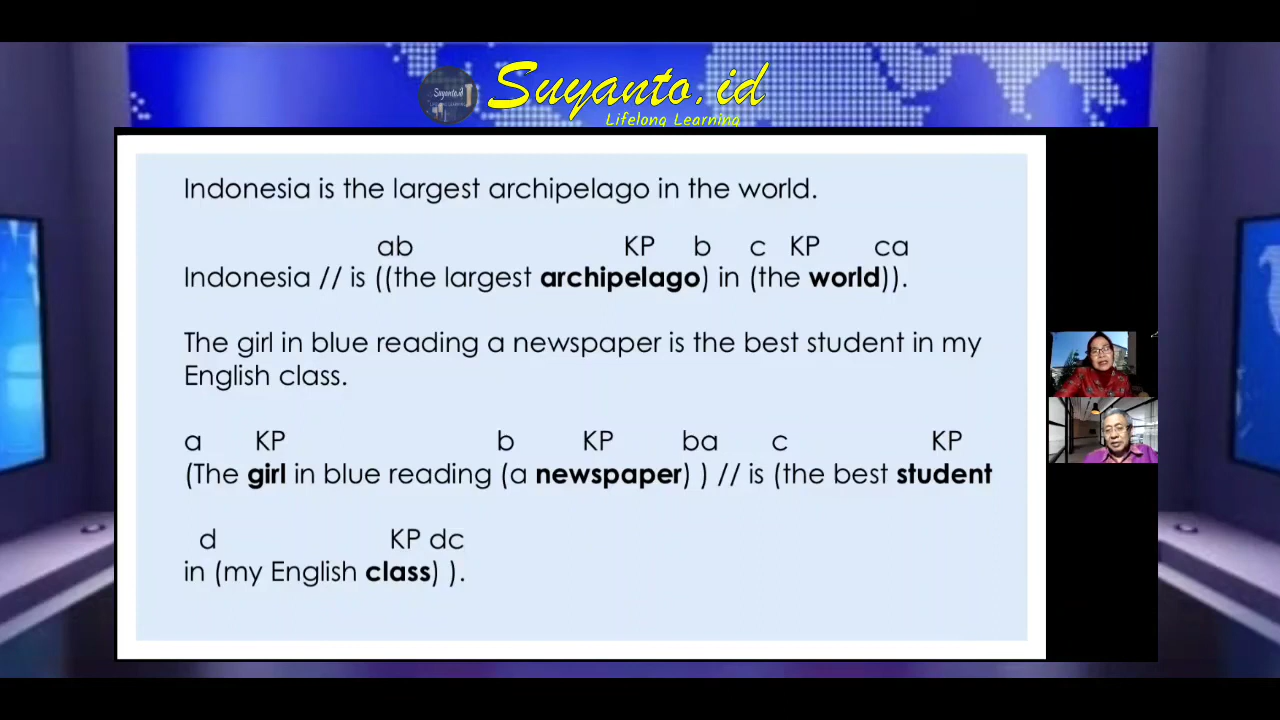 Suyanto.id
Suyanto.id
Lifelong Learning
Indonesia is the largest archipelago in the world.
ab KP b c KP ca
Indonesia // is ((the largest archipelago) in (the world)).
The girl in blue reading a newspaper is the best student in my
English class.
a KP b KP ba c KP
(The girl in blue reading (a newspaper) ) // is (the best student
d KP dc
in (my English class) ).